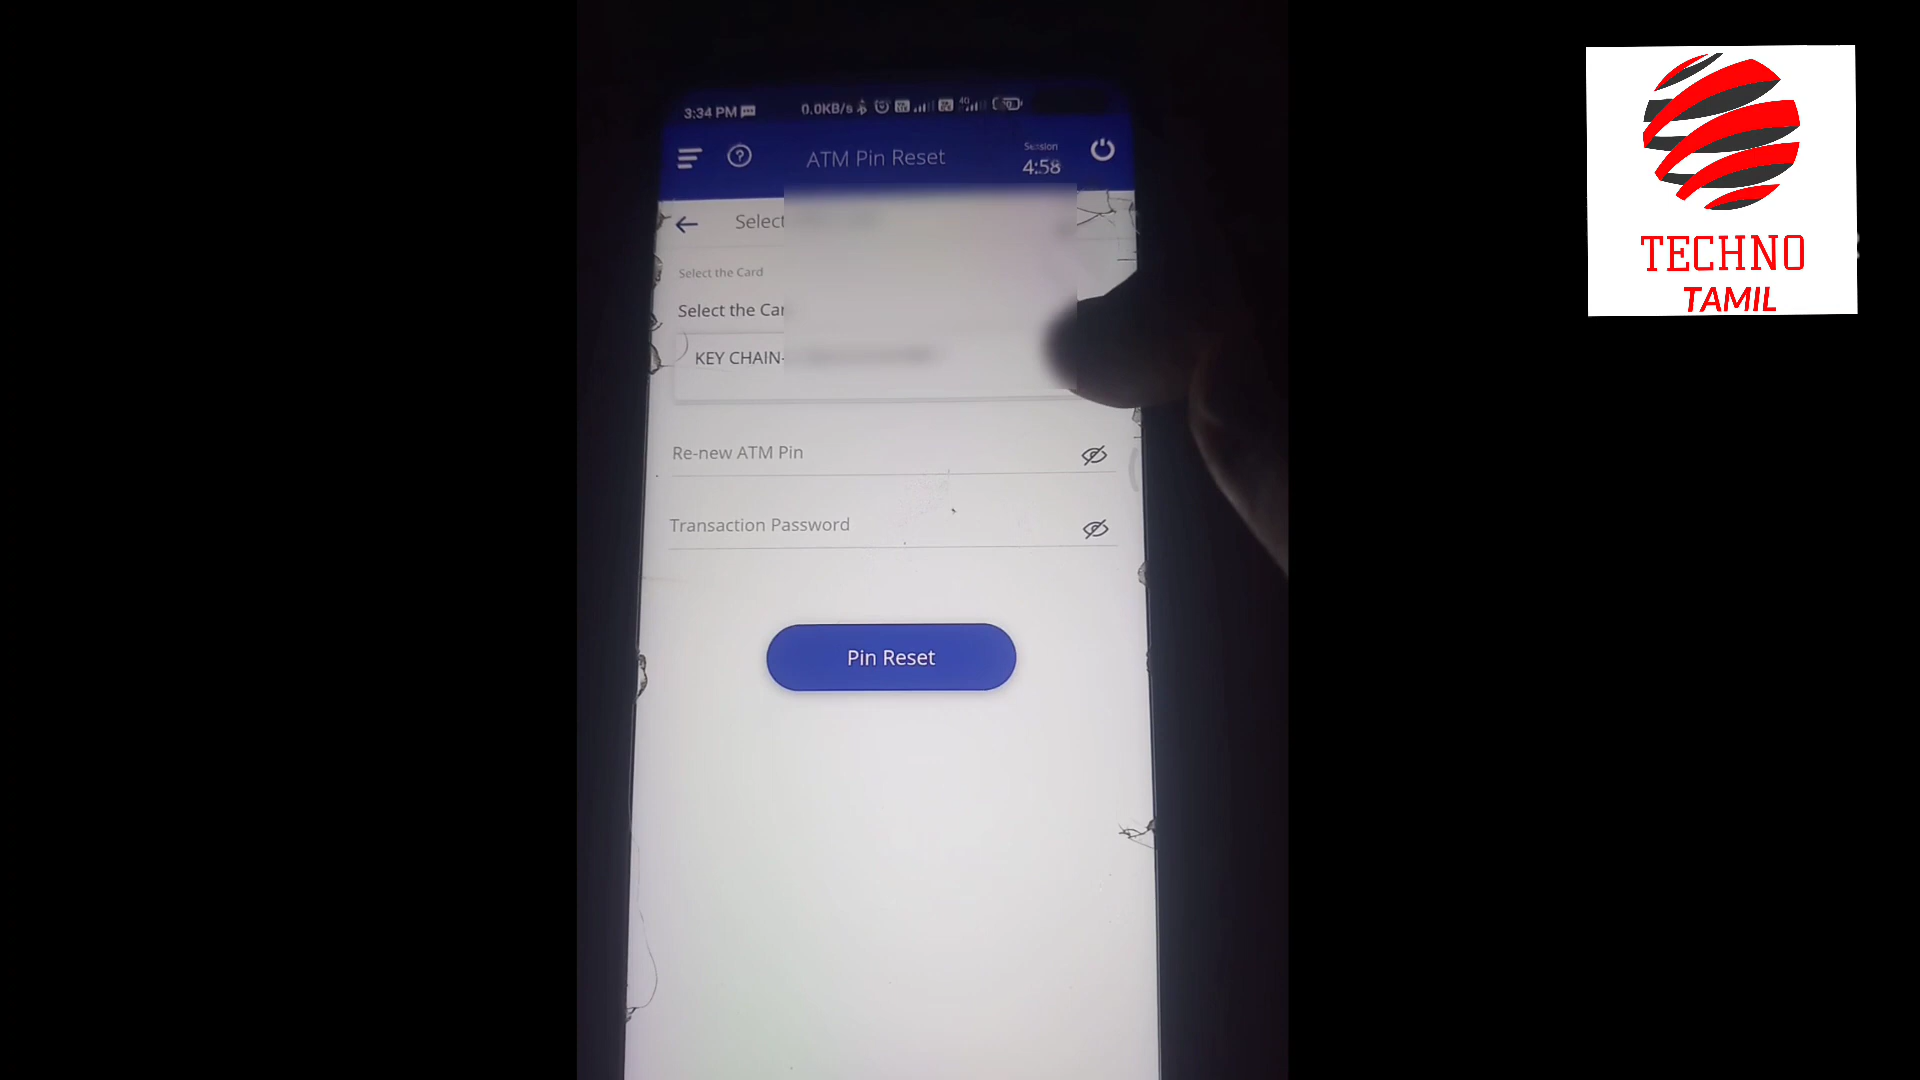 3:34 PM
0.0KB/s
4G
ATM Pin Reset
Session
4:58
Select
Select the Card
Select the Car
KEY CHAIN-
Re-new ATM Pin
Transaction Password
Pin Reset
TECHNO
TAMIL